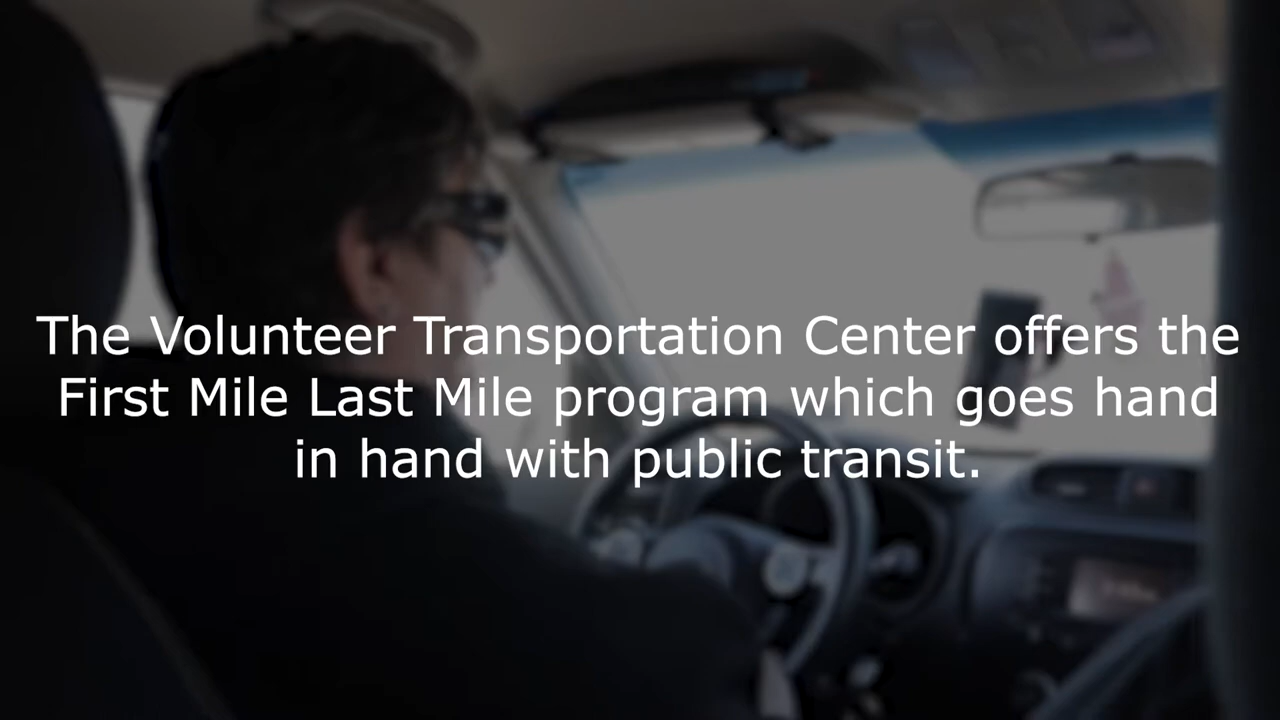 The Volunteer Transportation Center offers the
First Mile Last Mile program which goes hand
in hand with public transit.